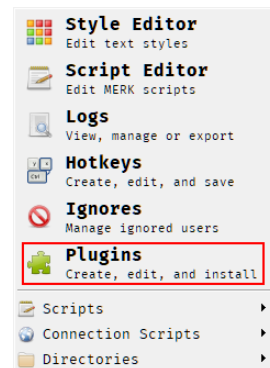 Style Editor
Edit text styles
Script Editor
Edit MERK scripts
Logs
View, manage or export
Hotkeys
Create, edit, and save
Ignores
Manage ignored users
Plugins
Create, edit, and install
Scripts
Connection Scripts
Directories